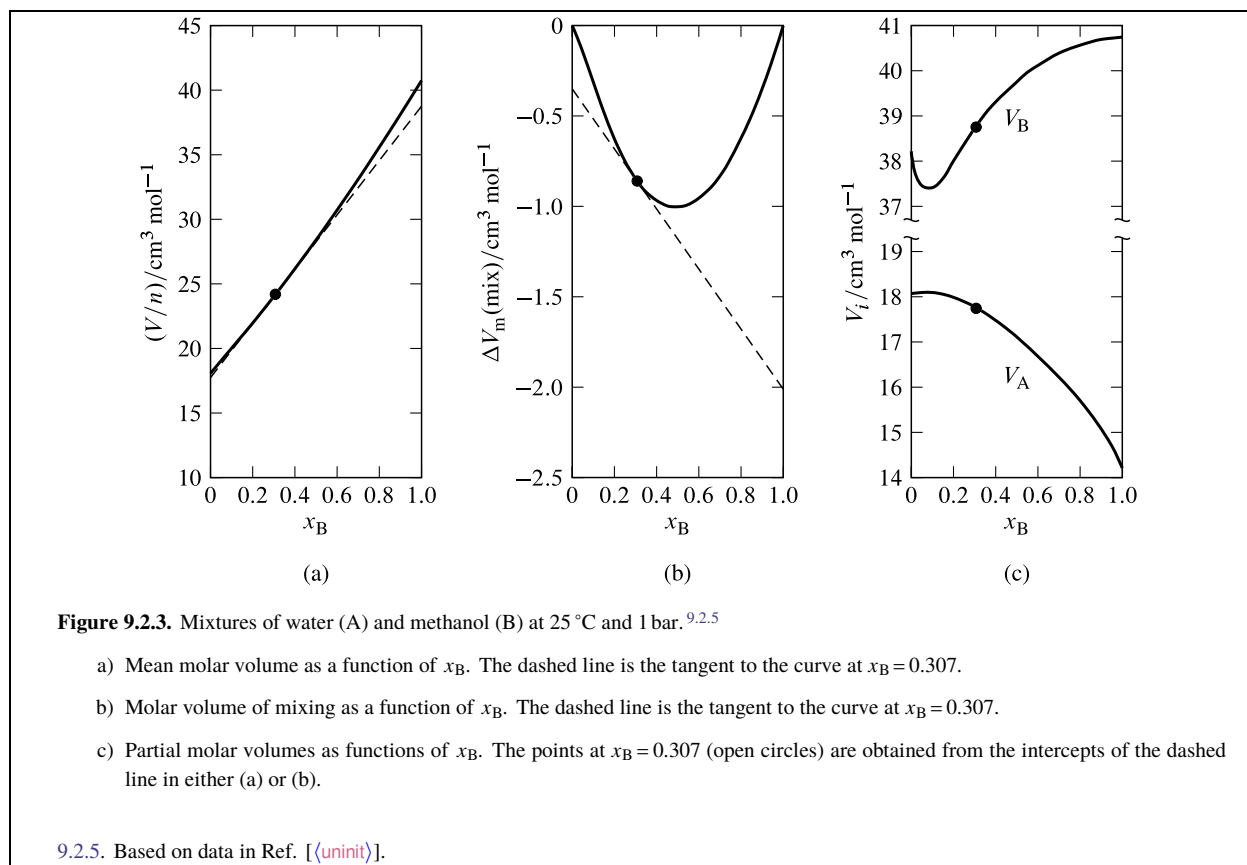 45
40
35
30
25
20
15
10
0 0.2 0.4 0.6 0.8 1.0
x_B
(V/n)/cm³ mol⁻¹
(a)
0
−0.5
−1.0
−1.5
−2.0
−2.5
0 0.2 0.4 0.6 0.8 1.0
x_B
ΔV_m(mix)/cm³ mol⁻¹
(b)
41
40
39
38
37
19
18
17
16
15
14
0 0.2 0.4 0.6 0.8 1.0
x_B
V_i/cm³ mol⁻¹
V_B
V_A
(c)
Figure 9.2.3. Mixtures of water (A) and methanol (B) at 25 °C and 1 bar. 9.2.5
a) Mean molar volume as a function of x_B. The dashed line is the tangent to the curve at x_B = 0.307.
b) Molar volume of mixing as a function of x_B. The dashed line is the tangent to the curve at x_B = 0.307.
c) Partial molar volumes as functions of x_B. The points at x_B = 0.307 (open circles) are obtained from the intercepts of the dashed
line in either (a) or (b).
9.2.5. Based on data in Ref. [⟨uninit⟩].